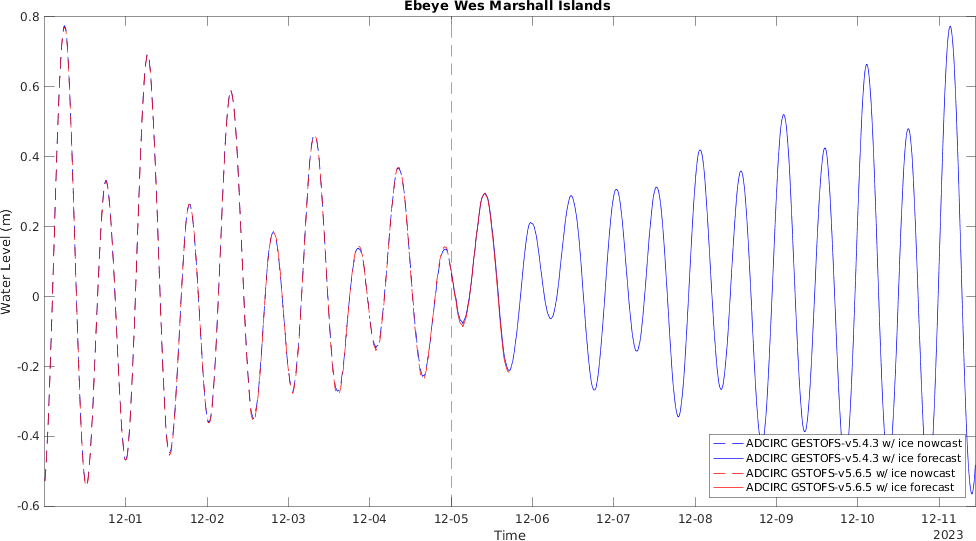 Ebeye Wes Marshall Islands
0.8
0.6
0.4
0.2
0
-0.2
-0.4
-0.6
Water Level (m)
12-01 12-02 12-03 12-04 12-05 12-06 12-07 12-08 12-09 12-10 12-11
Time
2023
ADCIRC GESTOFS-v5.4.3 w/ ice nowcast
ADCIRC GESTOFS-v5.4.3 w/ ice forecast
ADCIRC GSTOFS-v5.6.5 w/ ice nowcast
ADCIRC GSTOFS-v5.6.5 w/ ice forecast